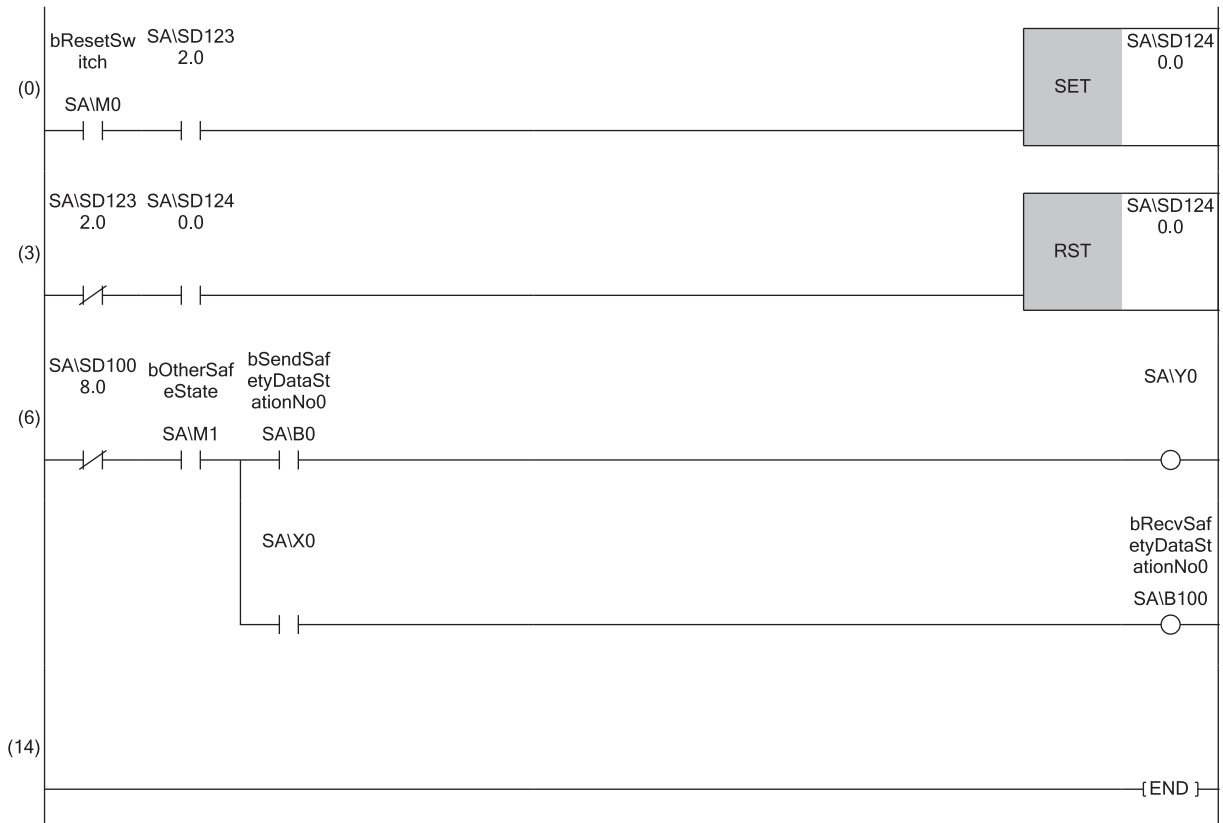 bResetSw
itch
SA\SD123
2.0
SA\SD124
0.0
(0)
SET
SA\M0
SA\SD123
2.0
SA\SD124
0.0
SA\SD124
0.0
(3)
RST
SA\SD100
8.0
bOtherSaf
eState
bSendSaf
etyDataSt
ationNo0
SA\Y0
(6)
SA\M1
SA\B0
SA\X0
bRecvSaf
etyDataSt
ationNo0
SA\B100
(14)
END